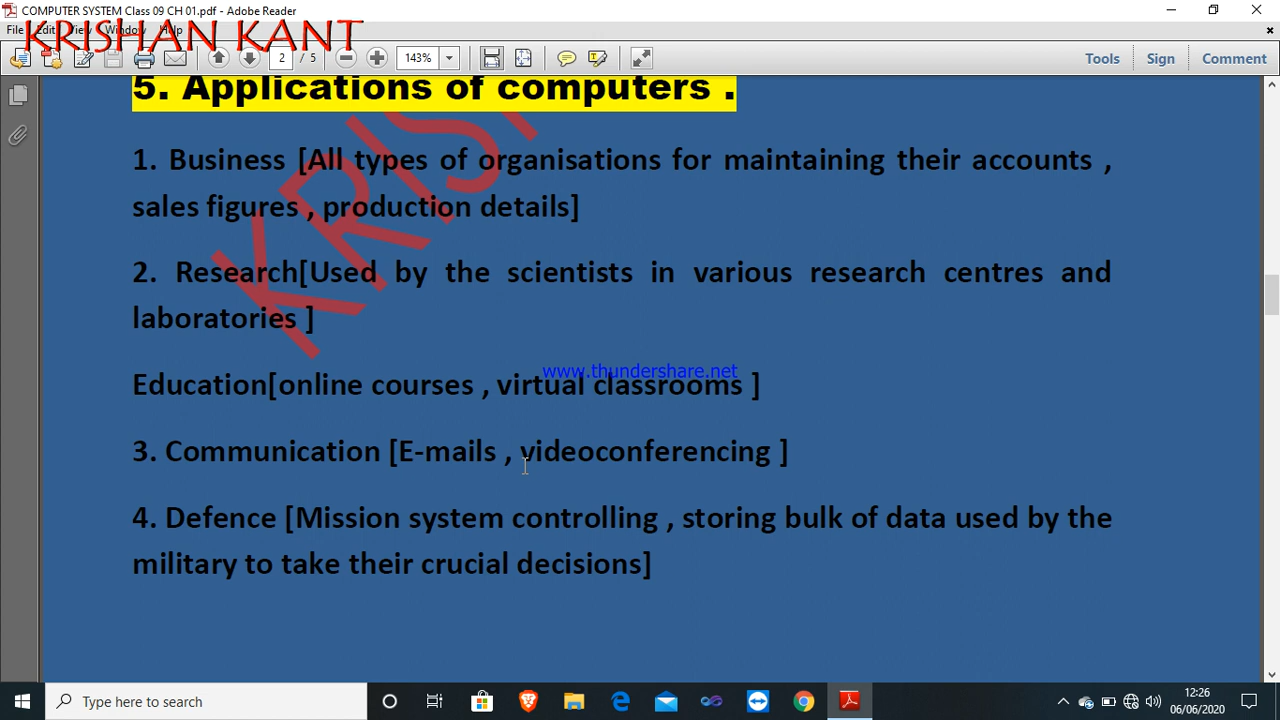 COMPUTER SYSTEM Class 09 CH 01.pdf - Adobe Reader
File Edit View Window Help
KRISHAN KANT
2 / 5 143% Tools Sign Comment
5. Applications of computers .
1. Business [All types of organisations for maintaining their accounts ,
sales figures , production details]
2. Research[Used by the scientists in various research centres and
laboratories ]
www.thundershare.net
Education[online courses , virtual classrooms ]
3. Communication [E-mails , videoconferencing ]
4. Defence [Mission system controlling , storing bulk of data used by the
military to take their crucial decisions]
KRIS
Type here to search
12:26
06/06/2020